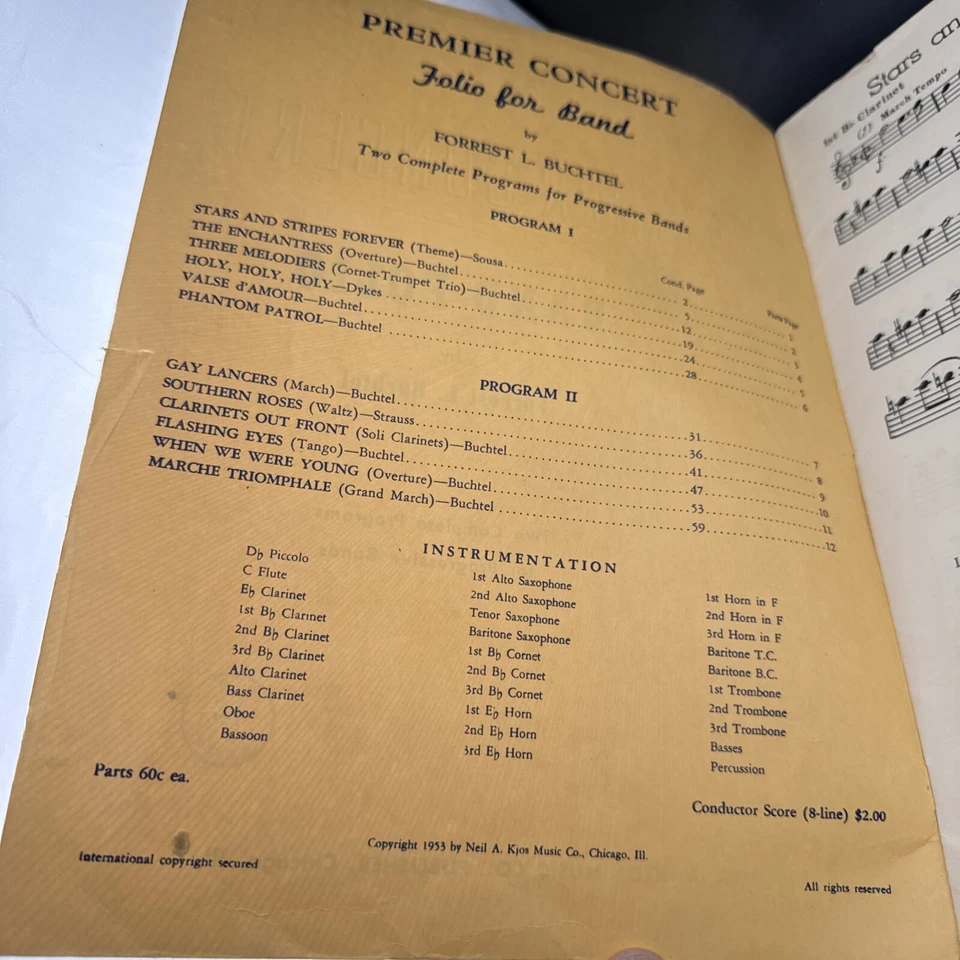 PREMIER CONCERT
Folio for Band
by
FORREST L. BUCHTEL
Two Complete Programs for Progressive Bands
PROGRAM I
Cond. Page Piano Page
STARS AND STRIPES FOREVER (Theme)—Sousa 2 1
THE ENCHANTRESS (Overture)—Buchtel 5 2
THREE MELODIERS (Cornet-Trumpet Trio)—Buchtel 12 3
HOLY, HOLY, HOLY—Dykes 19 4
VALSE d'AMOUR—Buchtel 24 5
PHANTOM PATROL—Buchtel 28 6
PROGRAM II
GAY LANCERS (March)—Buchtel 31 7
SOUTHERN ROSES (Waltz)—Strauss 36 8
CLARINETS OUT FRONT (Soli Clarinets)—Buchtel 41 9
FLASHING EYES (Tango)—Buchtel 47 10
WHEN WE WERE YOUNG (Overture)—Buchtel 53 11
MARCHE TRIOMPHALE (Grand March)—Buchtel 59 12
INSTRUMENTATION
D♭ Piccolo
C Flute
E♭ Clarinet
1st B♭ Clarinet
2nd B♭ Clarinet
3rd B♭ Clarinet
Alto Clarinet
Bass Clarinet
Oboe
Bassoon
1st Alto Saxophone
2nd Alto Saxophone
Tenor Saxophone
Baritone Saxophone
1st B♭ Cornet
2nd B♭ Cornet
3rd B♭ Cornet
1st E♭ Horn
2nd E♭ Horn
3rd E♭ Horn
1st Horn in F
2nd Horn in F
3rd Horn in F
Baritone T.C.
Baritone B.C.
1st Trombone
2nd Trombone
3rd Trombone
Basses
Percussion
Parts 60c ea.
Conductor Score (8-line) $2.00
Copyright 1953 by Neil A. Kjos Music Co., Chicago, Ill.
International copyright secured
All rights reserved
Stars an
1st B♭ Clarinet
March Tempo